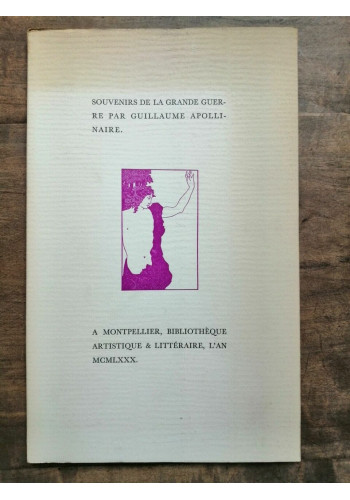 SOUVENIRS DE LA GRANDE GUER-
RE PAR GUILLAUME APOLLI-
NAIRE.
A MONTPELLIER, BIBLIOTHÈQUE
ARTISTIQUE & LITTÉRAIRE, L'AN
MCMLXXX.